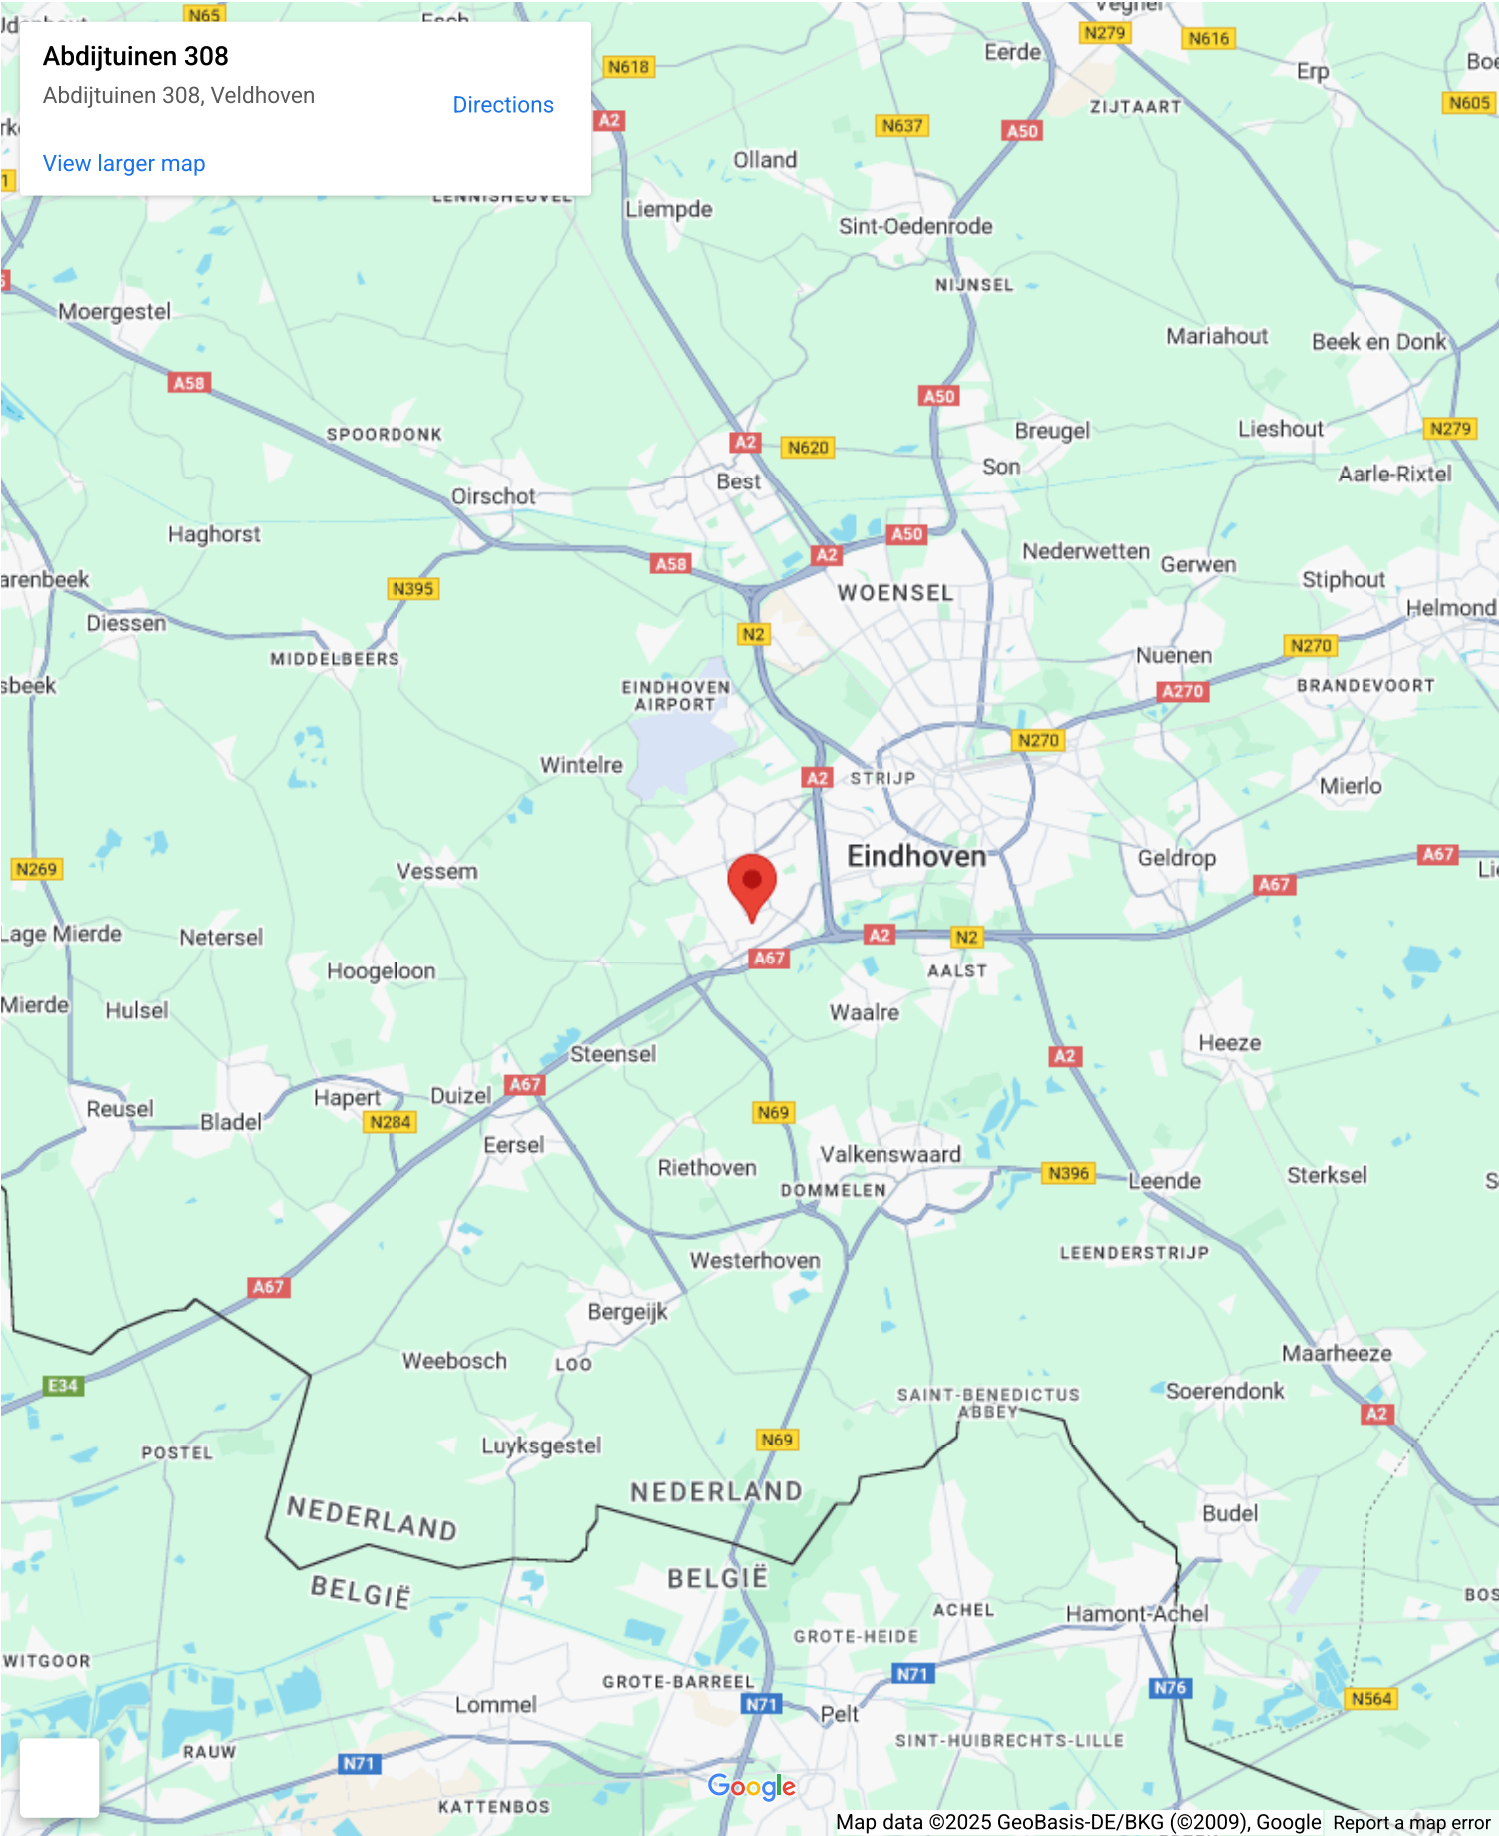 N65
Esch
Veghel
N279
N616
Abdijtuinen 308
Abdijtuinen 308, Veldhoven
Directions
View larger map
N618
Eerde
Erp
N605
ZIJTAART
A2
N637
A50
Olland
LENNISHEUVEL
Liempde
Sint-Oedenrode
NIJNSEL
Moergestel
Mariahout
Beek en Donk
A58
A50
SPOORDONK
A2
N620
Breugel
Lieshout
N279
Son
Aarle-Rixtel
Best
Oirschot
Haghorst
A50
A2
Nederwetten
Gerwen
A58
arenbeek
N395
WOENSEL
Stiphout
Helmond
Diessen
N2
N270
MIDDELBEERS
Nuenen
sbeek
EINDHOVEN
AIRPORT
A270
BRANDEVOORT
N270
Wintelre
A2
STRIJP
Mierlo
Eindhoven
Geldrop
A67
N269
Vessem
A67
Lie
Lage Mierde
Netersel
A2
N2
A67
Hoogeloon
AALST
Mierde
Hulsel
Waalre
Heeze
Steensel
A2
A67
Reusel
Hapert
Duizel
Bladel
N284
N69
Eersel
Valkenswaard
Riethoven
N396
Leende
Sterksel
S
DOMMELEN
LEENDERSTRIJP
Westerhoven
A67
Bergeijk
Weebosch
LOO
Maarheeze
E34
SAINT-BENEDICTUS
ABBEY
Soerendonk
A2
POSTEL
Luyksgestel
N69
NEDERLAND
NEDERLAND
Budel
BELGIË
BELGIË
BOS
ACHEL
Hamont-Achel
GROTE-HEIDE
WITGOOR
GROTE-BARREEL
N71
N76
N564
Lommel
N71
Pelt
SINT-HUIBRECHTS-LILLE
RAUW
N71
Google
KATTENBOS
Map data ©2025 GeoBasis-DE/BKG (©2009), Google
Report a map error